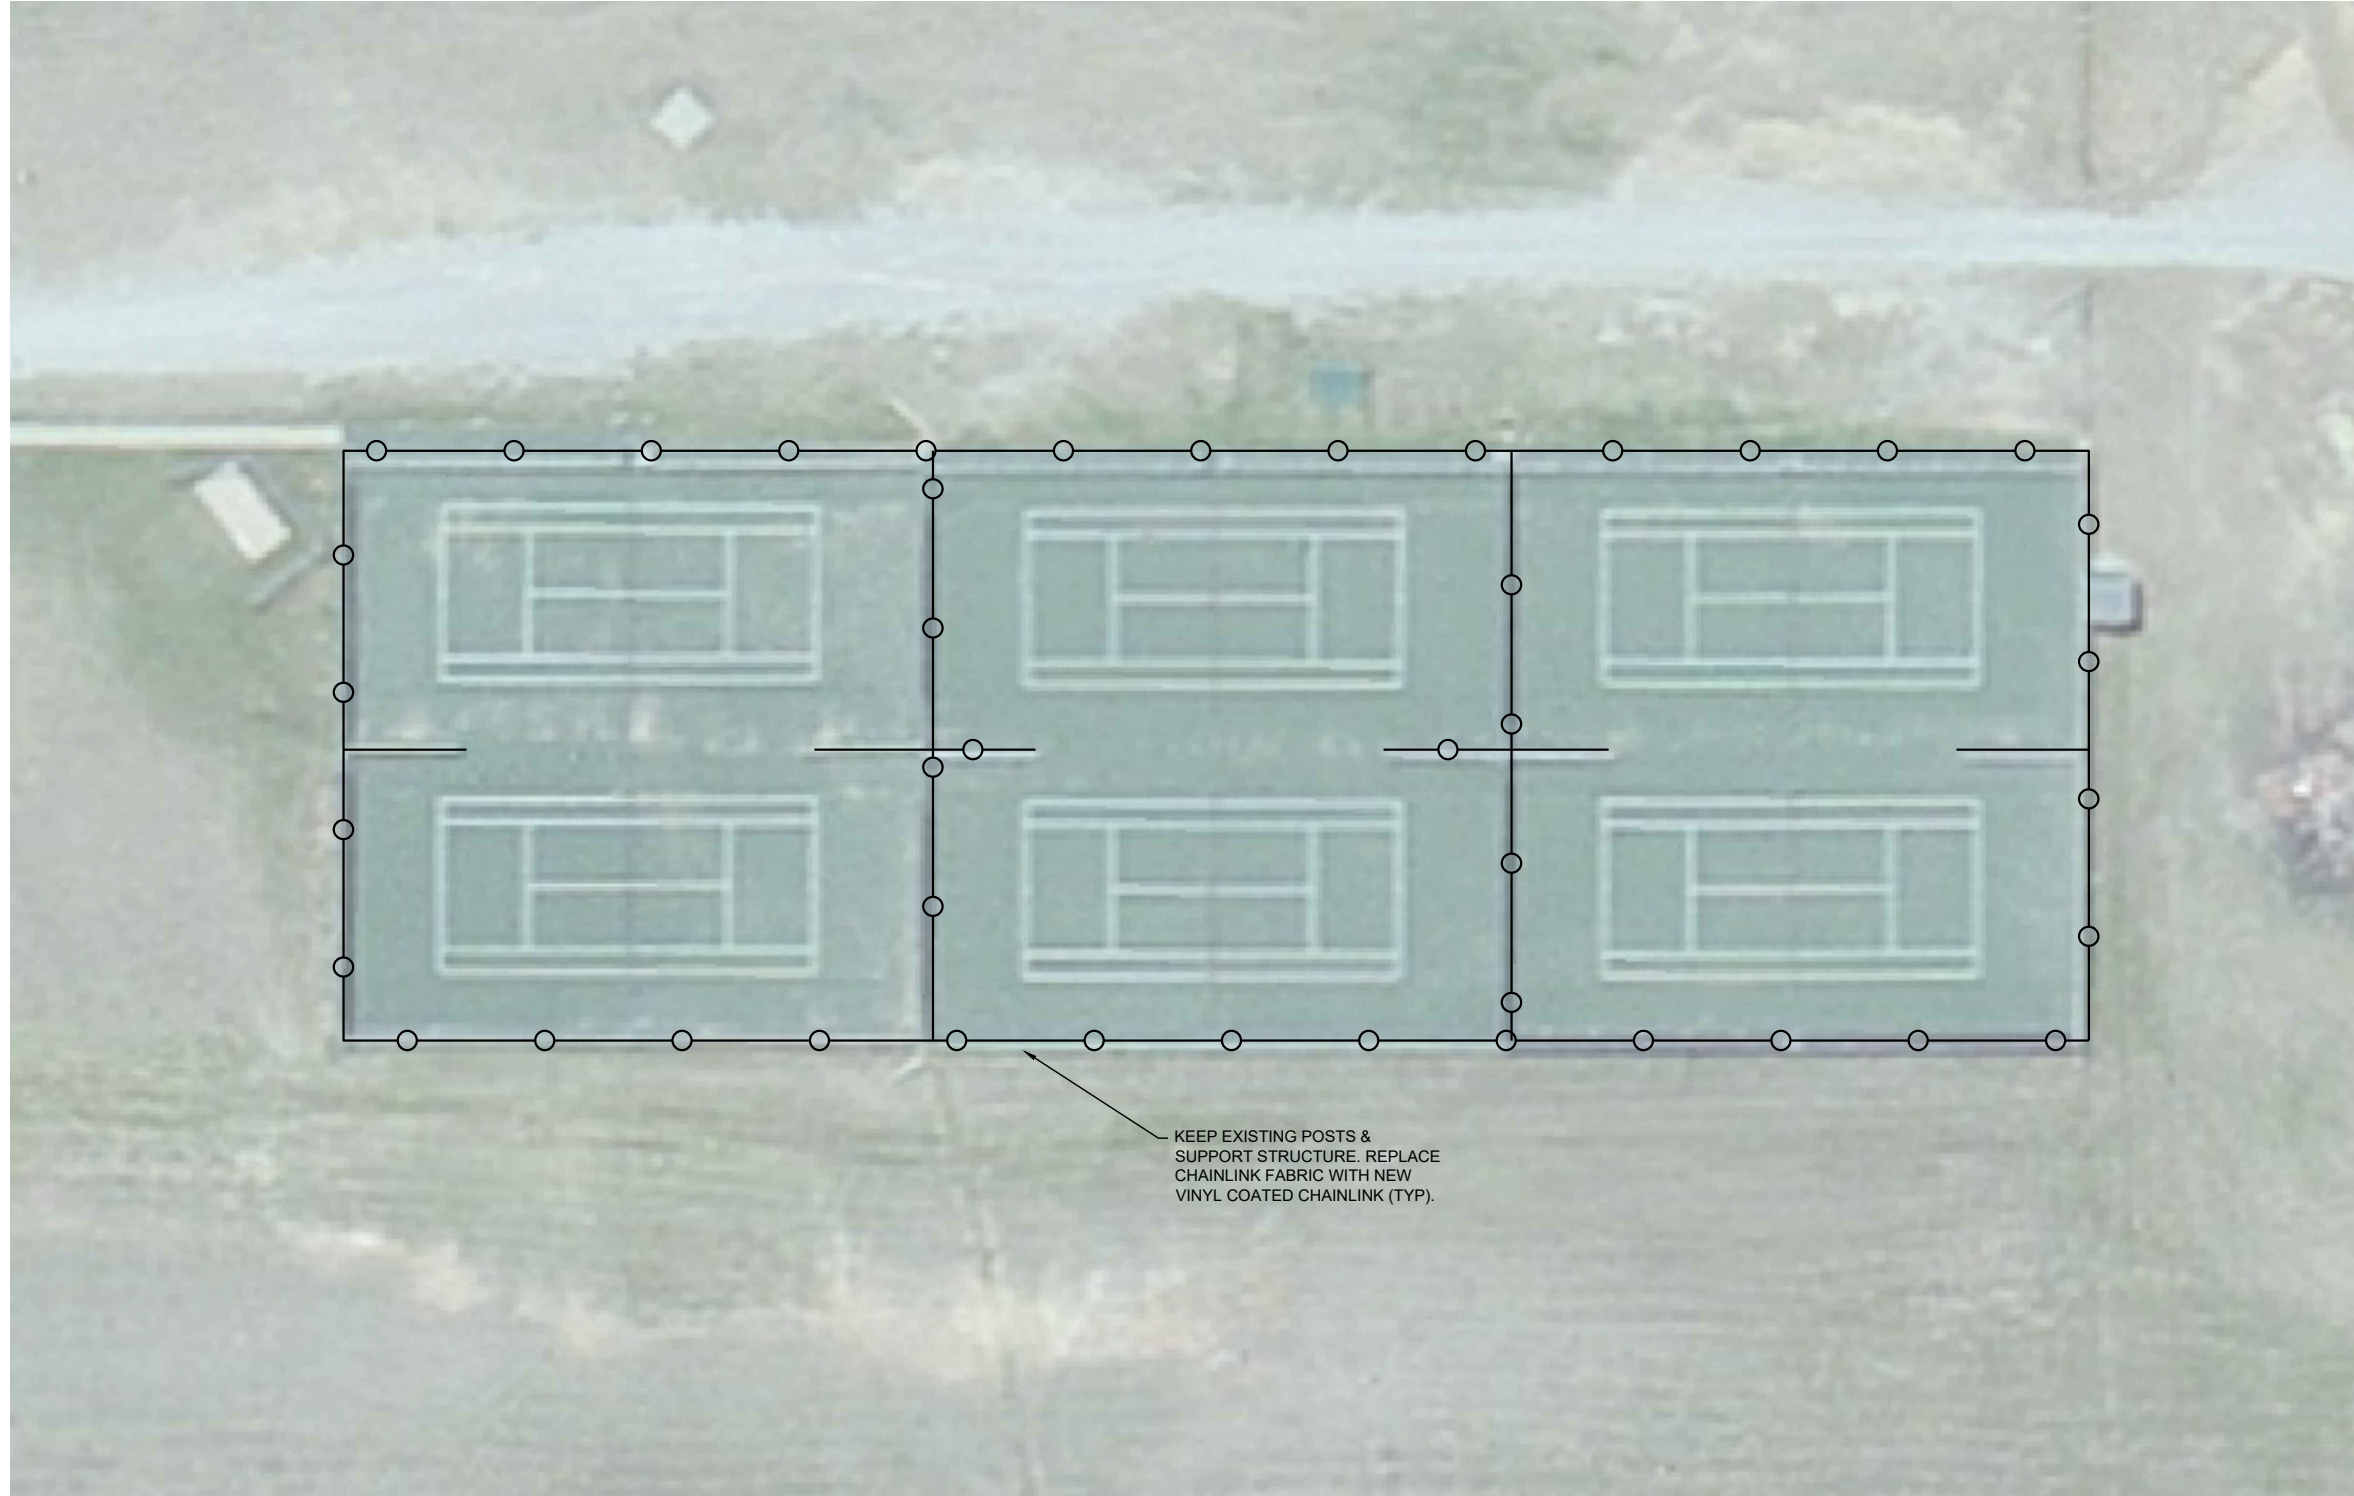 KEEP EXISTING POSTS &
SUPPORT STRUCTURE. REPLACE
CHAINLINK FABRIC WITH NEW
VINYL COATED CHAINLINK (TYP).